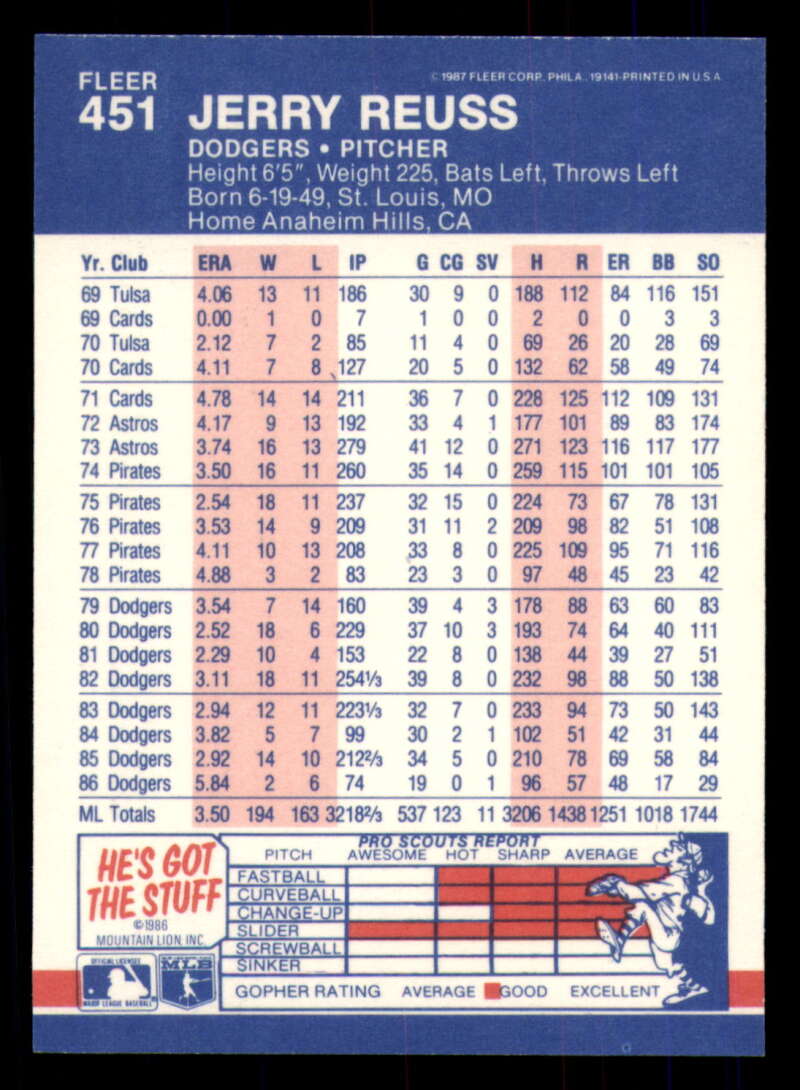 FLEER
451
© 1987 FLEER CORP. PHILA. 19141-PRINTED IN U.S.A.
JERRY REUSS
DODGERS • PITCHER
Height 6'5", Weight 225, Bats Left, Throws Left
Born 6-19-49, St. Louis, MO
Home Anaheim Hills, CA
Yr. Club ERA W L IP G CG SV H R ER BB SO
69 Tulsa 4.06 13 11 186 30 9 0 188 112 84 116 151
69 Cards 0.00 1 0 7 1 0 0 2 0 0 3 3
70 Tulsa 2.12 7 2 85 11 4 0 69 26 20 28 69
70 Cards 4.11 7 8 127 20 5 0 132 62 58 49 74
71 Cards 4.78 14 14 211 36 7 0 228 125 112 109 131
72 Astros 4.17 9 13 192 33 4 1 177 101 89 83 174
73 Astros 3.74 16 13 279 41 12 0 271 123 116 117 177
74 Pirates 3.50 16 11 260 35 14 0 259 115 101 101 105
75 Pirates 2.54 18 11 237 32 15 0 224 73 67 78 131
76 Pirates 3.53 14 9 209 31 11 2 209 98 82 51 108
77 Pirates 4.11 10 13 208 33 8 0 225 109 95 71 116
78 Pirates 4.88 3 2 83 23 3 0 97 48 45 23 42
79 Dodgers 3.54 7 14 160 39 4 3 178 88 63 60 83
80 Dodgers 2.52 18 6 229 37 10 3 193 74 64 40 111
81 Dodgers 2.29 10 4 153 22 8 0 138 44 39 27 51
82 Dodgers 3.11 18 11 254⅓ 39 8 0 232 98 88 50 138
83 Dodgers 2.94 12 11 223⅓ 32 7 0 233 94 73 50 143
84 Dodgers 3.82 5 7 99 30 2 1 102 51 42 31 44
85 Dodgers 2.92 14 10 212⅔ 34 5 0 210 78 69 58 84
86 Dodgers 5.84 2 6 74 19 0 1 96 57 48 17 29
ML Totals 3.50 194 163 3218⅔ 537 123 11 3206 1438 1251 1018 1744
HE'S GOT
THE STUFF
©1986
MOUNTAIN LION, INC.
PRO SCOUTS REPORT
PITCH AWESOME HOT SHARP AVERAGE
FASTBALL
CURVEBALL
CHANGE-UP
SLIDER
SCREWBALL
SINKER
GOPHER RATING AVERAGE GOOD EXCELLENT
OFFICIAL LICENSEE
MAJOR LEAGUE BASEBALL
MLB